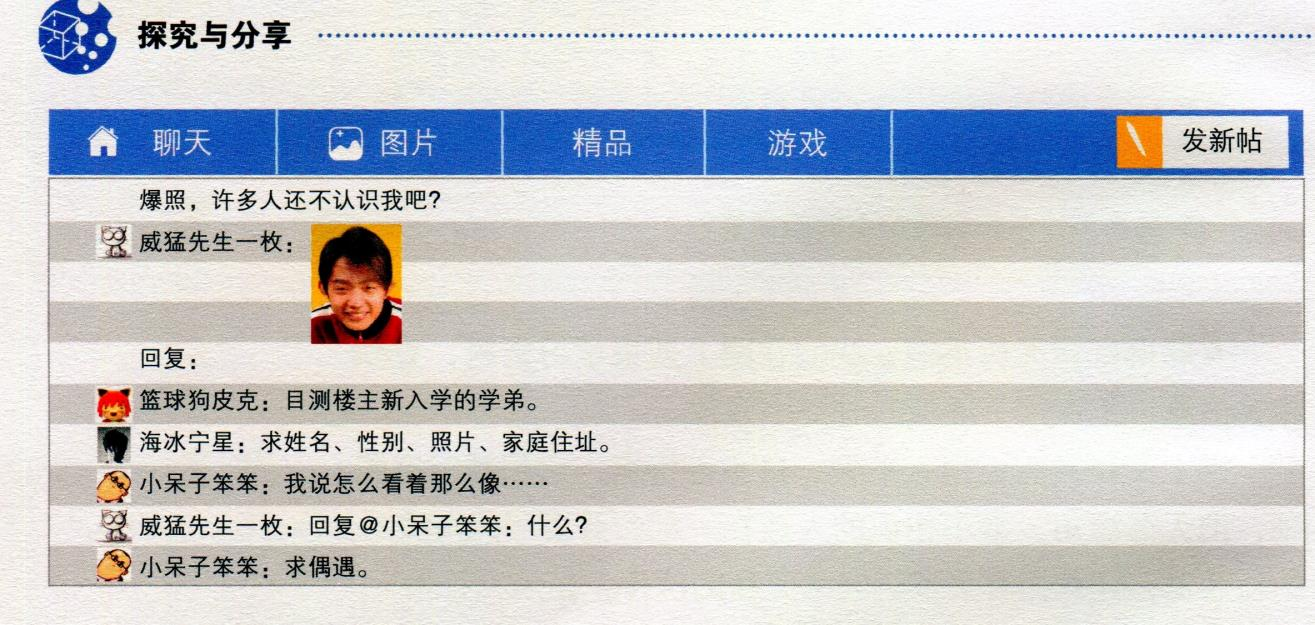 探究与分享
聊天 图片 精品 游戏 发新帖
爆照，许多人还不认识我吧?
威猛先生一枚：
回复：
篮球狗皮克：目测楼主新入学的学弟。
海冰宁星：求姓名、性别、照片、家庭住址。
小呆子笨笨：我说怎么看着那么像……
威猛先生一枚：回复@小呆子笨笨：什么?
小呆子笨笨：求偶遇。